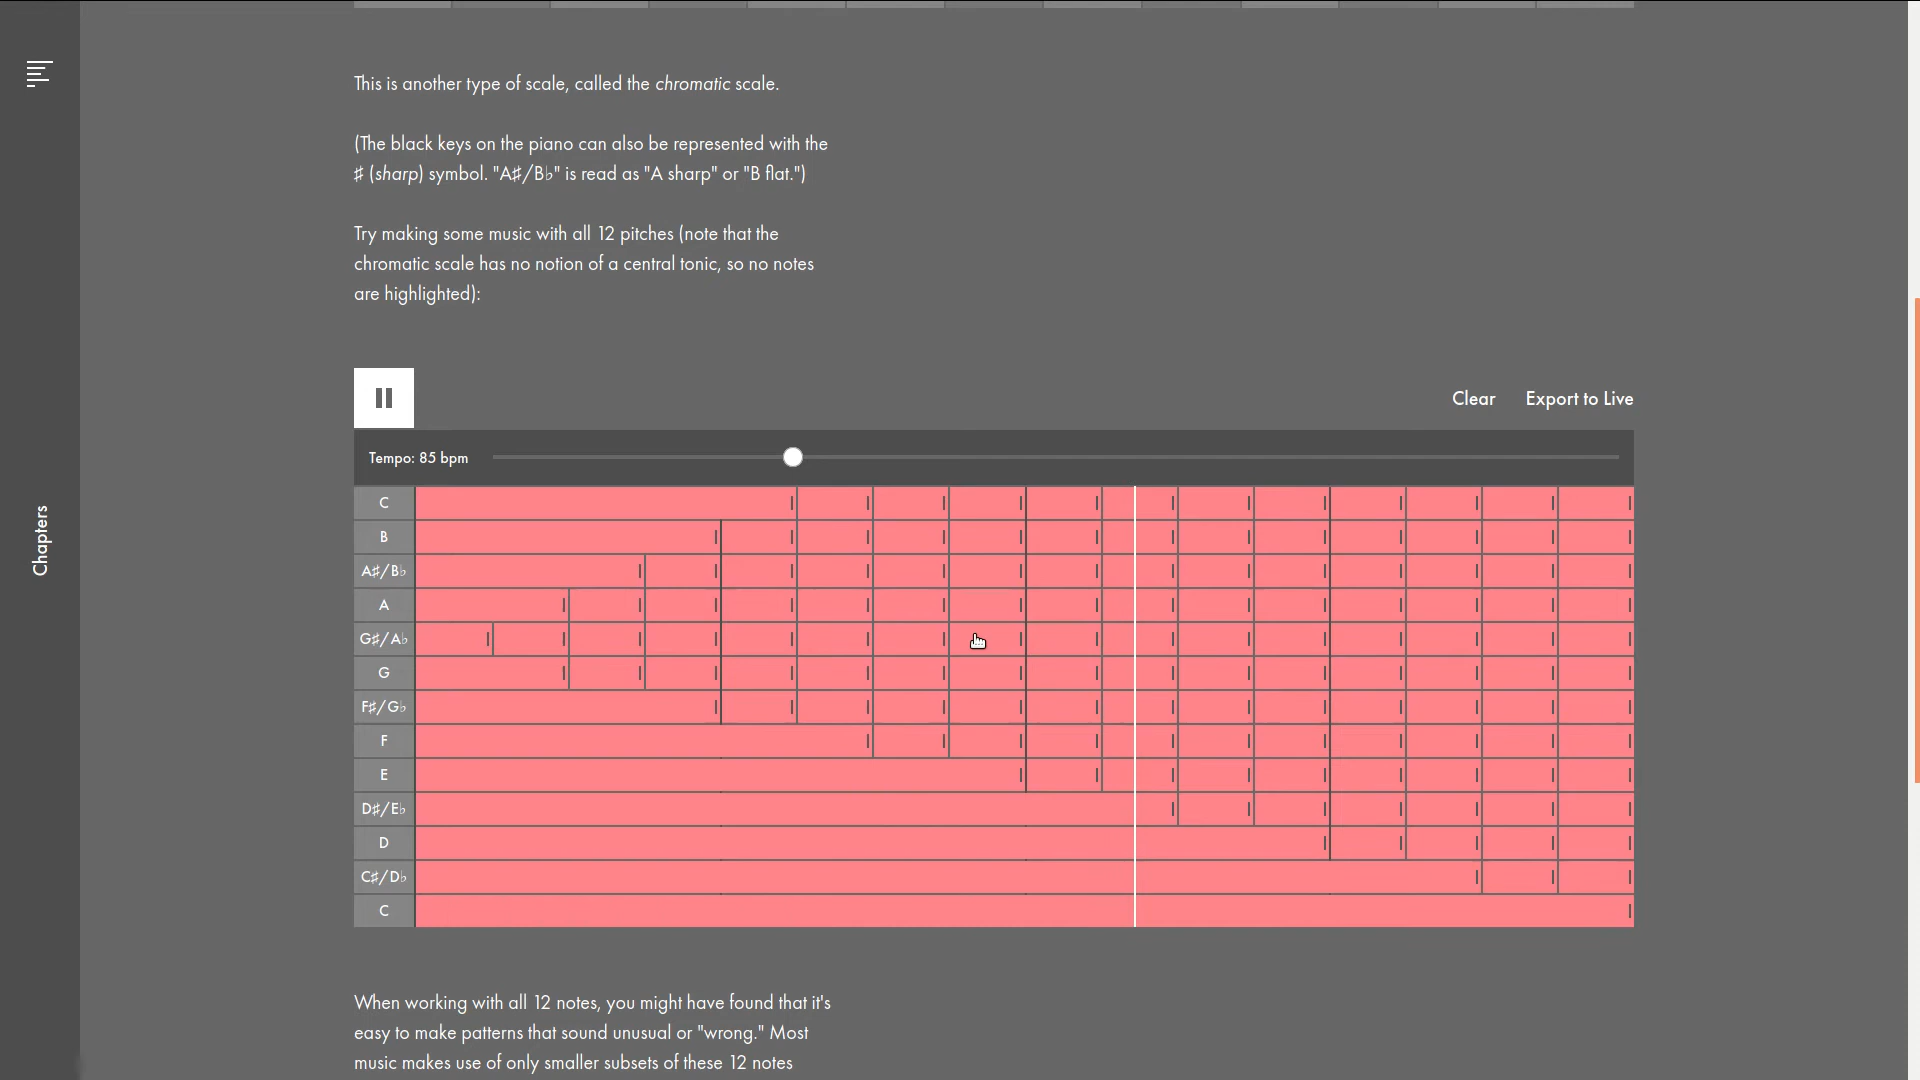 This is another type of scale, called the chromatic scale.
(The black keys on the piano can also be represented with the
♯ (sharp) symbol. "A♯/B♭" is read as "A sharp" or "B flat.")
Try making some music with all 12 pitches (note that the
chromatic scale has no notion of a central tonic, so no notes
are highlighted):
Clear
Export to Live
Tempo: 85 bpm
C
B
A♯/B♭
A
G♯/A♭
G
F♯/G♭
F
E
D♯/E♭
D
C♯/D♭
C
Chapters
When working with all 12 notes, you might have found that it's
easy to make patterns that sound unusual or "wrong." Most
music makes use of only smaller subsets of these 12 notes